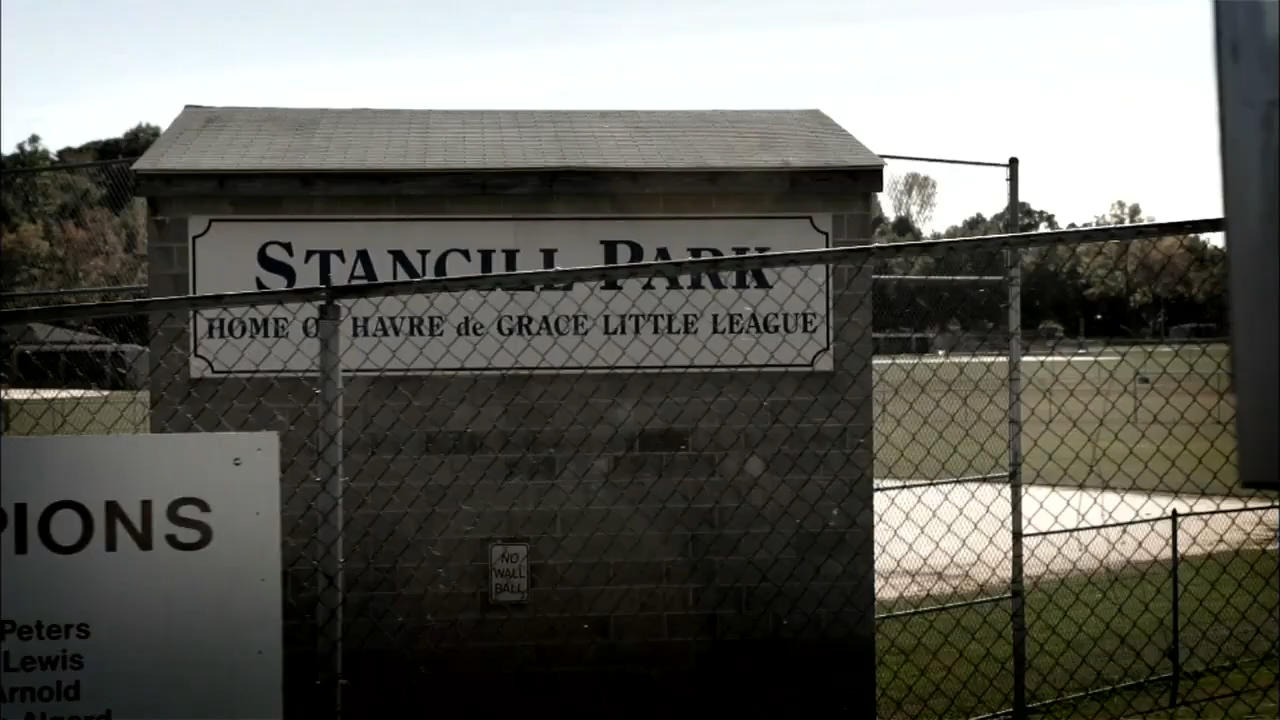 STANCILL PARK
HOME OF HAVRE de GRACE LITTLE LEAGUE
NO
WALL
BALL
PIONS
Peters
Lewis
Arnold